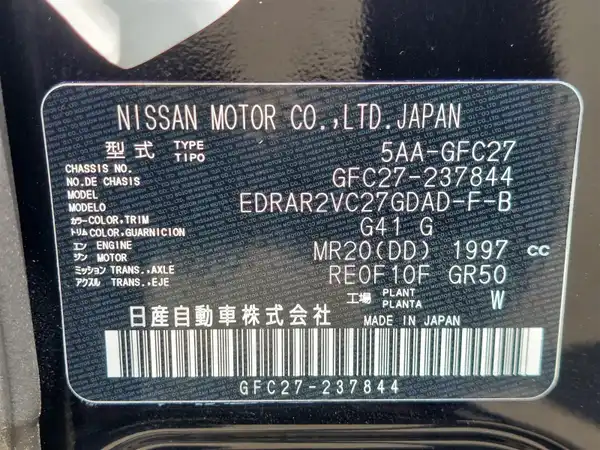 NISSAN MOTOR CO.,LTD.JAPAN
型式 TYPE TIPO 5AA-GFC27
CHASSIS NO. NO.DE CHASIS GFC27-237844
MODEL MODELO EDRAR2VC27GDAD-F-B
カラー COLOR,TRIM トリム COLOR,GUARNICION G41 G
エン ENGINE ジン MOTOR MR20(DD) 1997 CC
ミッション TRANS.,AXLE アクスル TRANS.,EJE RE0F10F GR50
工場 PLANT PLANTA W
日産自動車株式会社 MADE IN JAPAN
GFC27-237844